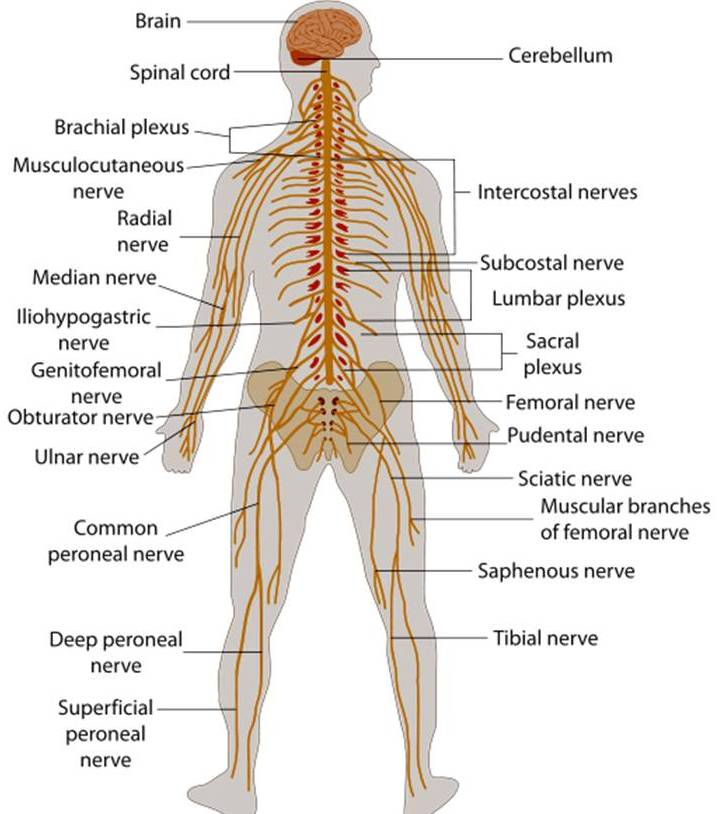 Brain
Cerebellum
Spinal cord
Brachial plexus
Musculocutaneous
nerve
Intercostal nerves
Radial
nerve
Subcostal nerve
Median nerve
Lumbar plexus
Iliohypogastric
nerve
Sacral
plexus
Genitofemoral
nerve
Femoral nerve
Obturator nerve
Pudental nerve
Ulnar nerve
Sciatic nerve
Muscular branches
of femoral nerve
Common
peroneal nerve
Saphenous nerve
Deep peroneal
nerve
Tibial nerve
Superficial
peroneal
nerve